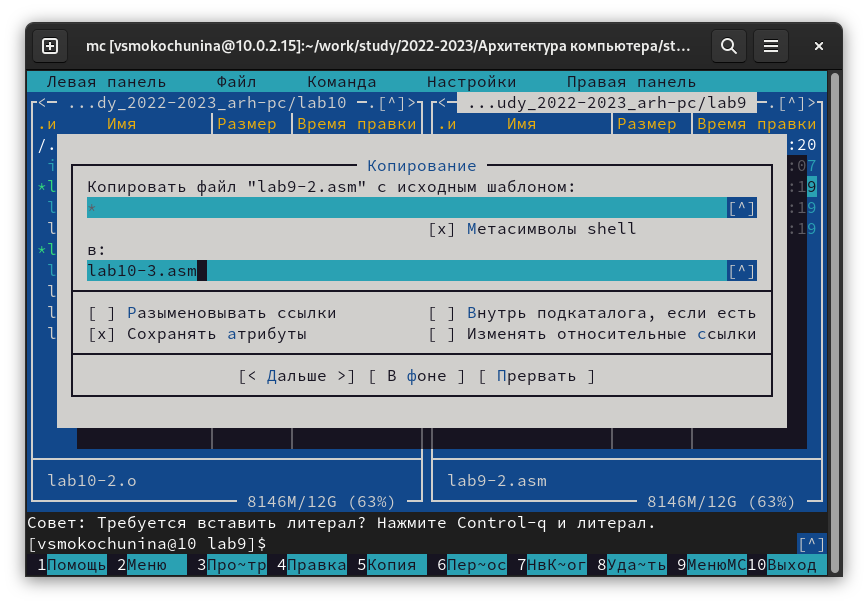 mc [vsmokochunina@10.0.2.15]:~/work/study/2022-2023/Архитектура компьютера/st...
Левая панель Файл Команда Настройки Правая панель
<— ...dy_2022-2023_arh-pc/lab10 —.[^]> <— ...udy_2022-2023_arh-pc/lab9 —.[^]>
.и Имя Размер Время правки .и Имя Размер Время правки
/. :20
i Копирование :07
*l Копировать файл "lab9-2.asm" с исходным шаблоном: :19
l * [^] :19
l [x] Метасимволы shell :19
*l в:
l lab10-3.asm [^]
l
l [ ] Разыменовывать ссылки [ ] Внутрь подкаталога, если есть
l [x] Сохранять атрибуты [ ] Изменять относительные ссылки
[< Дальше >] [ В фоне ] [ Прервать ]
lab10-2.o lab9-2.asm
8146M/12G (63%) 8146M/12G (63%)
Совет: Требуется вставить литерал? Нажмите Control-q и литерал.
[vsmokochunina@10 lab9]$ [^]
1Помощь 2Меню 3Про~тр 4Правка 5Копия 6Пер~ос 7НвК~ог 8Уда~ть 9МенюMC 10Выход